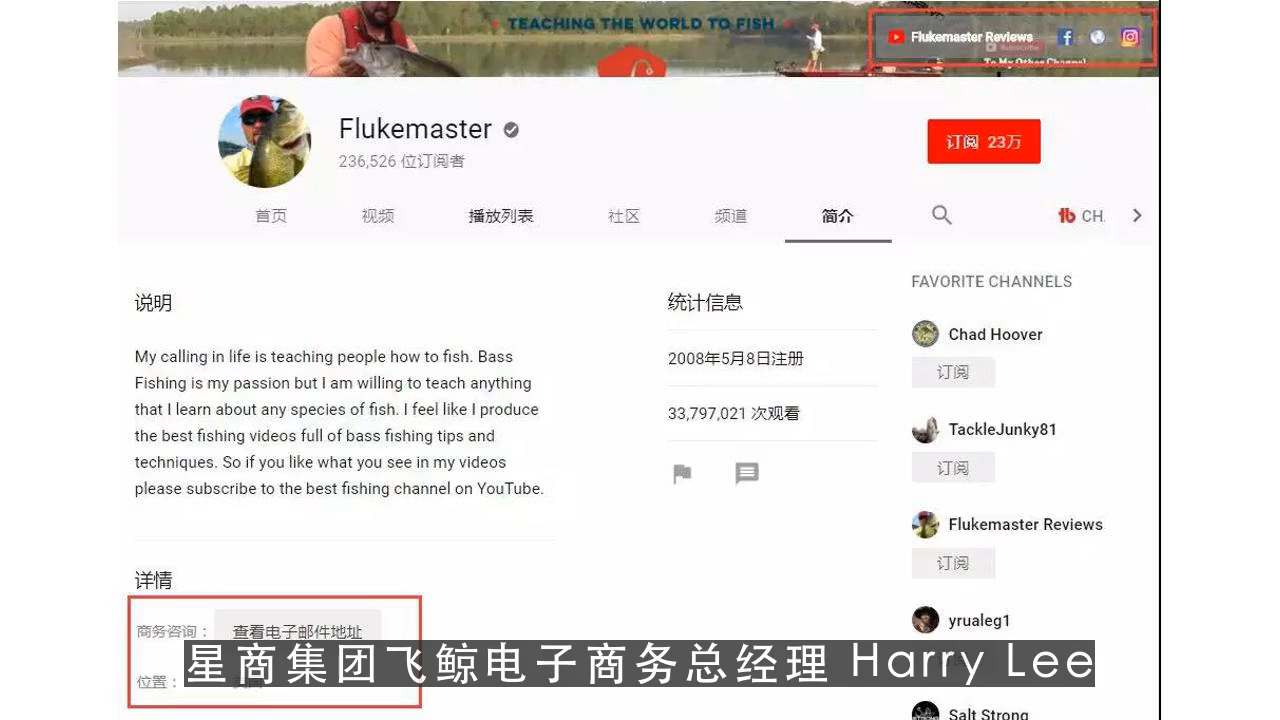 TEACHING THE WORLD TO FISH
Flukemaster Reviews
To My Other Channel
Flukemaster
236,526 位订阅者
订阅 23万
首页 视频 播放列表 社区 频道 简介 CH
说明
My calling in life is teaching people how to fish. Bass
Fishing is my passion but I am willing to teach anything
that I learn about any species of fish. I feel like I produce
the best fishing videos full of bass fishing tips and
techniques. So if you like what you see in my videos
please subscribe to the best fishing channel on YouTube.
详情
商务咨询： 查看电子邮件地址
位置：
统计信息
2008年5月8日注册
33,797,021 次观看
FAVORITE CHANNELS
Chad Hoover
订阅
TackleJunky81
订阅
Flukemaster Reviews
订阅
yrualeg1
Salt Strong
星商集团飞鲸电子商务总经理 Harry Lee